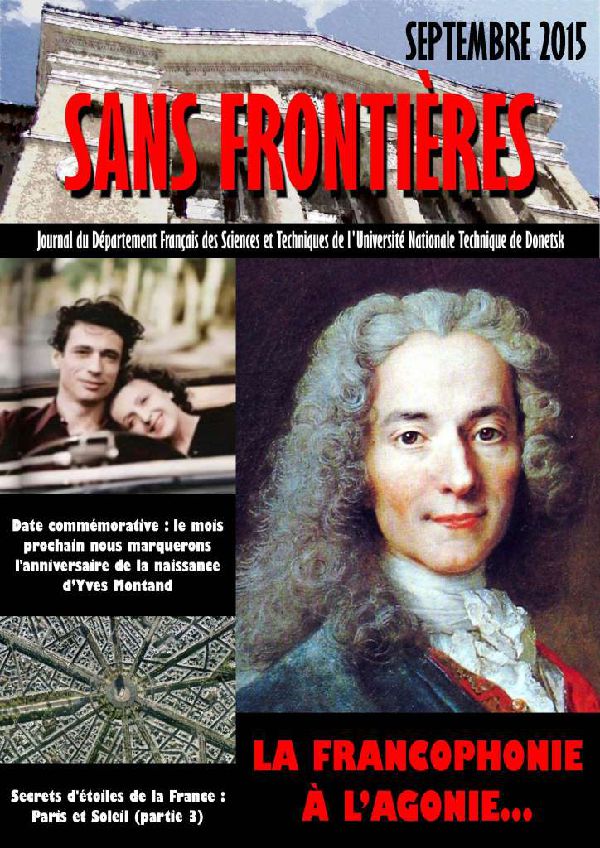 SEPTEMBRE 2015
SANS FRONTIÈRES
Journal du Département Français des Sciences et Techniques de l'Université Nationale Technique de Donetsk
Date commémorative : le mois
prochain nous marquerons
l'anniversaire de la naissance
d'Yves Montand
Secrets d'étoiles de la France :
Paris et Soleil (partie 3)
LA FRANCOPHONIE
À L'AGONIE...